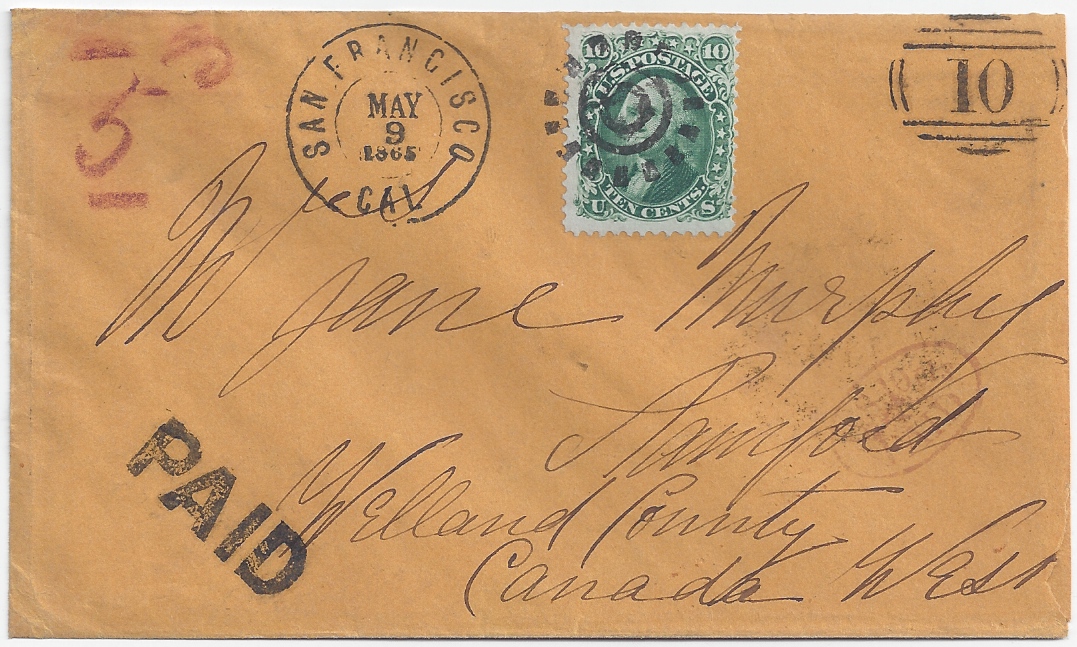 SAN FRANCISCO
MAY
9
1865
CAL
10 10
U.S. POSTAGE
TEN CENTS.
U S
10
M Jane Murphy
Stamford
Welland County
Canada West
PAID